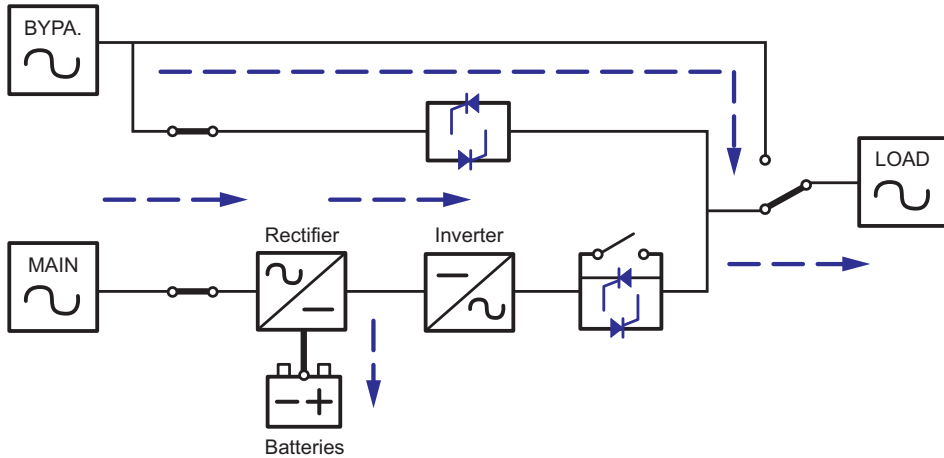 BYPA.
LOAD
Rectifier
Inverter
MAIN
Batteries